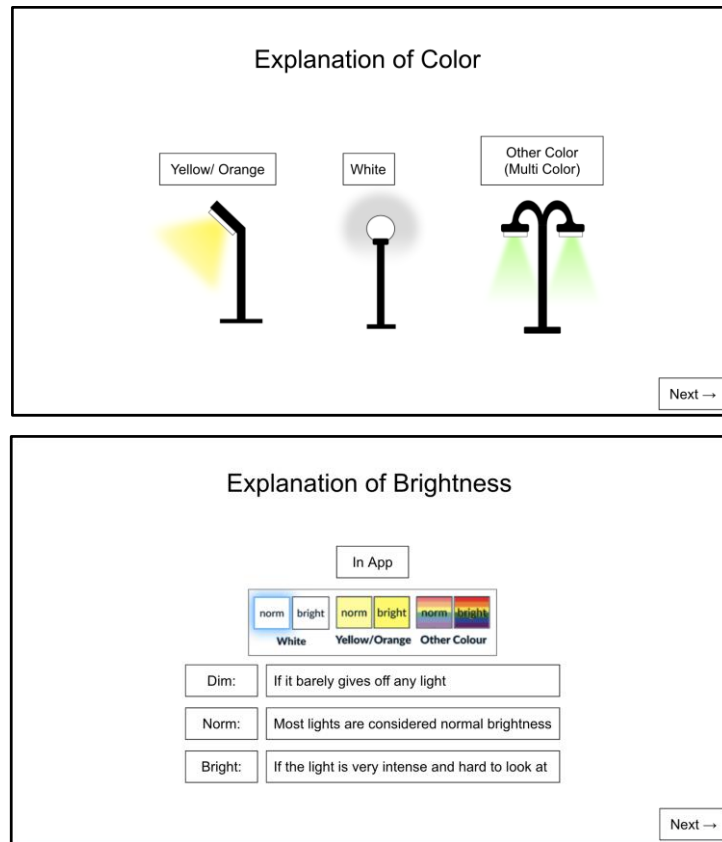 Explanation of Color
Yellow/ Orange
White
Other Color
(Multi Color)
Next →
Explanation of Brightness
In App
norm bright norm bright norm bright
White Yellow/Orange Other Colour
Dim: If it barely gives off any light
Norm: Most lights are considered normal brightness
Bright: If the light is very intense and hard to look at
Next →